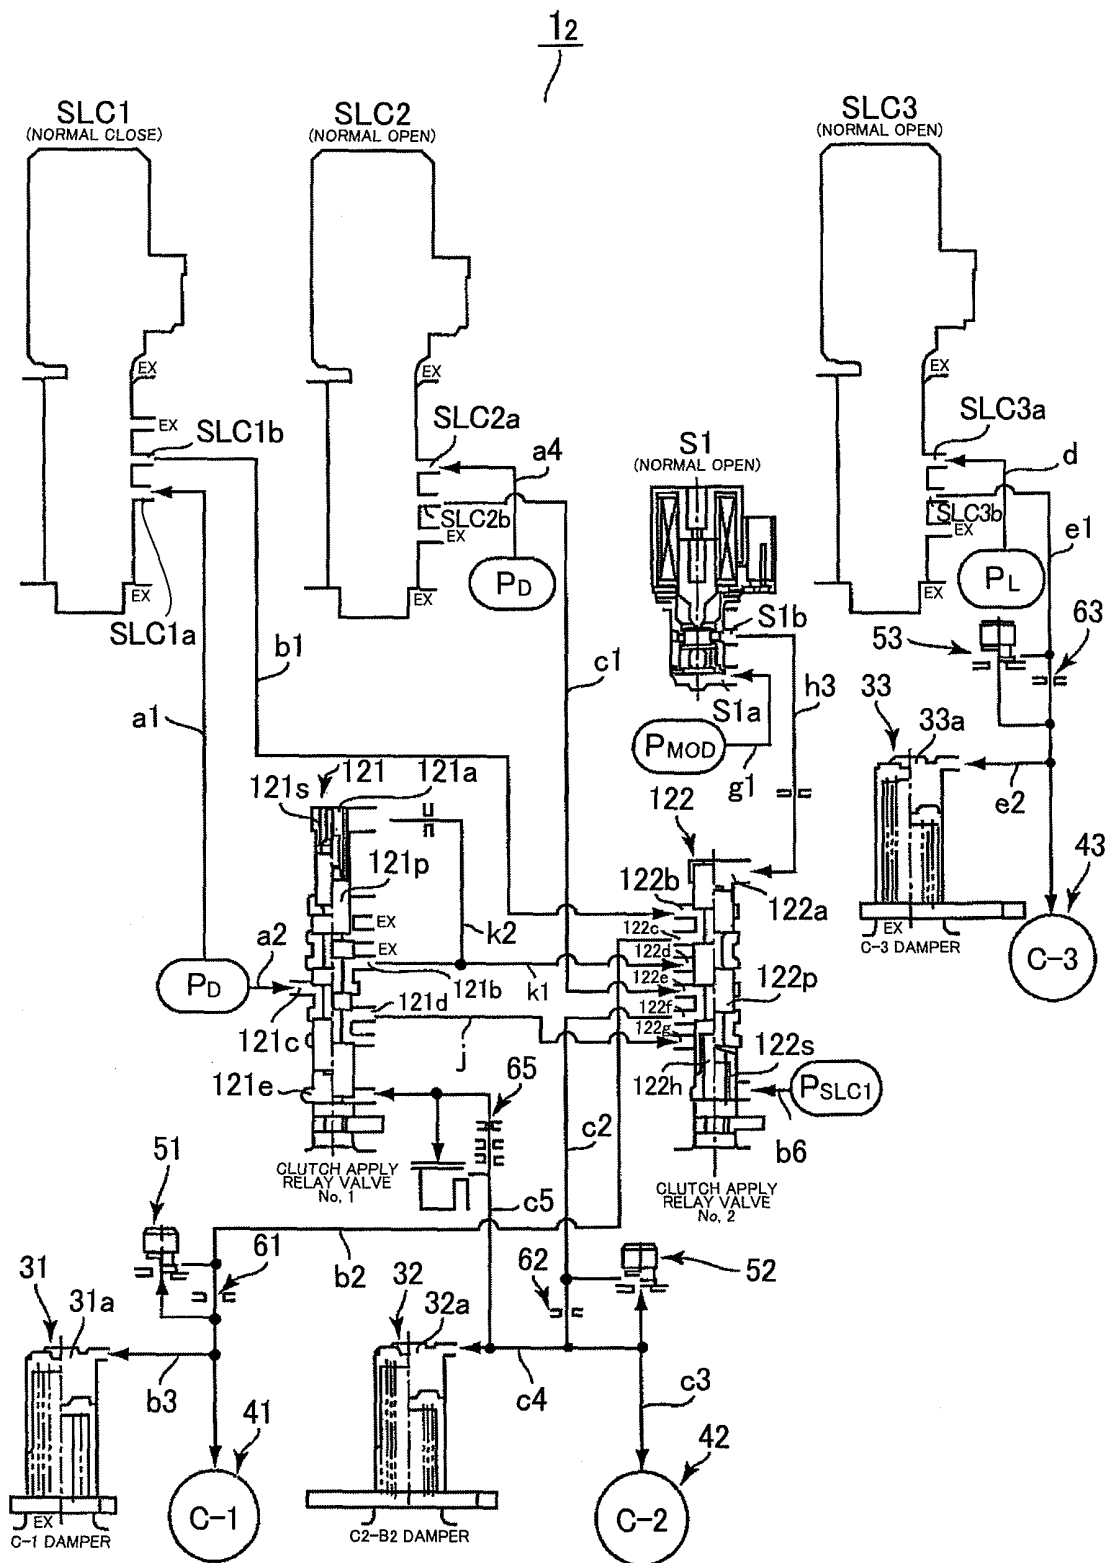 12
SLC1
(NORMAL CLOSE)
SLC2
(NORMAL OPEN)
SLC3
(NORMAL OPEN)
EX
EX
EX
EX
SLC1b
SLC2a
a4
S1
(NORMAL OPEN)
SLC3a
d
SLC2b
EX
SLC3b
EX
e1
PD
PL
EX
EX
EX
SLC1a
S1b
b1
c1
53
63
h3
a1
S1a
33
33a
PMOD
g1
e2
121
121a
121s
122
43
121p
122b
122a
EX
122c
k2
EX
C-3 DAMPER
a2
EX
122d
C-3
PD
121b
k1
122e
122p
121d
122f
121c
j
122g
122s
65
121e
122h
PSLC1
c2
b6
51
CLUTCH APPLY
RELAY VALVE
No, 1
CLUTCH APPLY
RELAY VALVE
No, 2
c5
61
b2
62
52
31
31a
32
32a
b3
c4
c3
41
42
EX
C-1
C-2
C-1 DAMPER
C2-B2 DAMPER